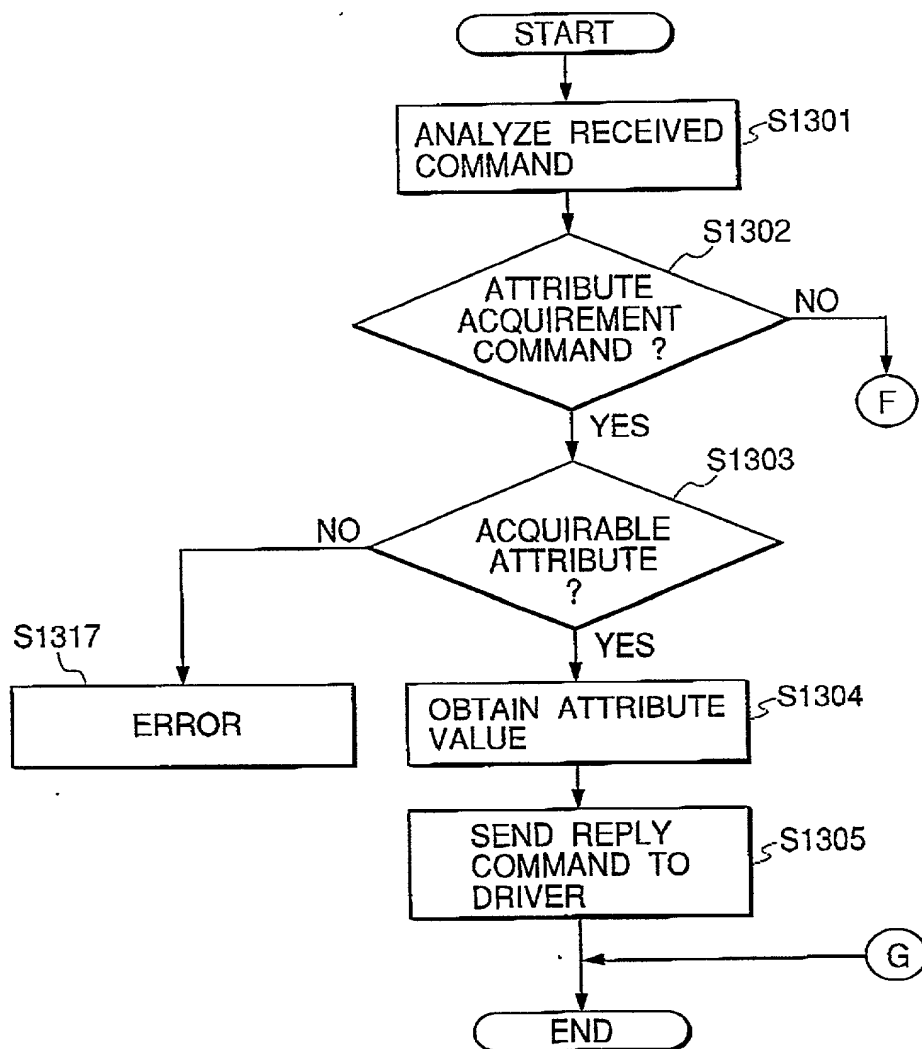 START
ANALYZE RECEIVED
COMMAND
S1301
S1302
ATTRIBUTE
ACQUIREMENT
COMMAND ?
NO
F
YES
S1303
NO
ACQUIRABLE
ATTRIBUTE
?
YES
S1317
ERROR
OBTAIN ATTRIBUTE
VALUE
S1304
SEND REPLY
COMMAND TO
DRIVER
S1305
G
END